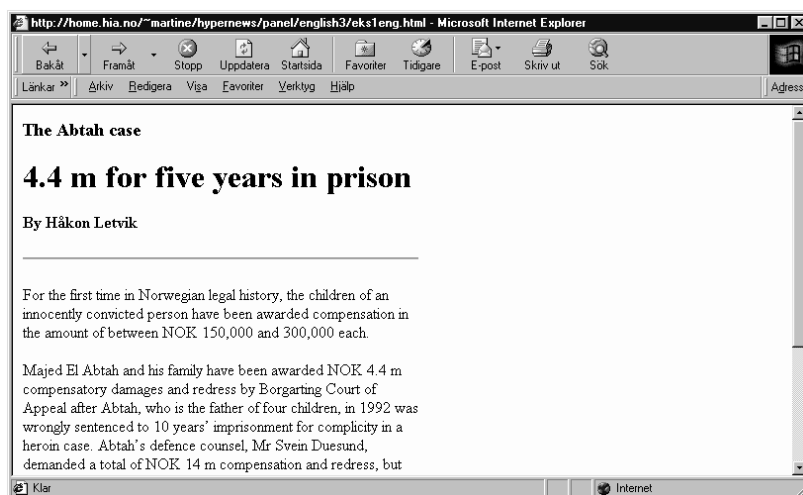 http://home.hia.no/~martine/hypernews/panel/english3/eks1eng.html - Microsoft Internet Explorer
Bakåt Framåt Stopp Uppdatera Startsida Favoriter Tidigare E-post Skriv ut Sök
Länkar » Arkiv Redigera Visa Favoriter Verktyg Hjälp Adress
The Abtah case
4.4 m for five years in prison
By Håkon Letvik
For the first time in Norwegian legal history, the children of an
innocently convicted person have been awarded compensation in
the amount of between NOK 150,000 and 300,000 each.
Majed El Abtah and his family have been awarded NOK 4.4 m
compensatory damages and redress by Borgarting Court of
Appeal after Abtah, who is the father of four children, in 1992 was
wrongly sentenced to 10 years’ imprisonment for complicity in a
heroin case. Abtah’s defence counsel, Mr Svein Duesund,
demanded a total of NOK 14 m compensation and redress, but
Klar Internet